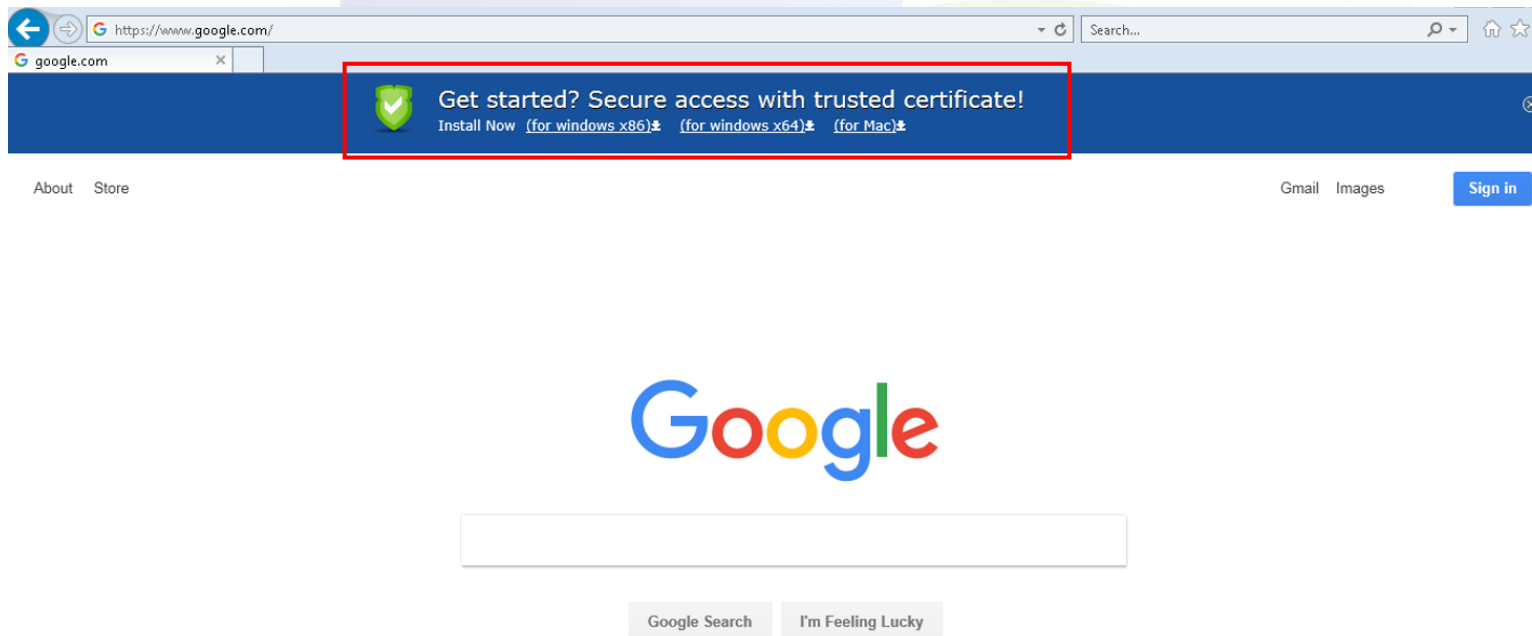 https://www.google.com/
Search...
google.com
Get started? Secure access with trusted certificate!
Install Now (for windows x86) (for windows x64) (for Mac)
About Store
Gmail Images
Sign in
Google
Google Search I'm Feeling Lucky